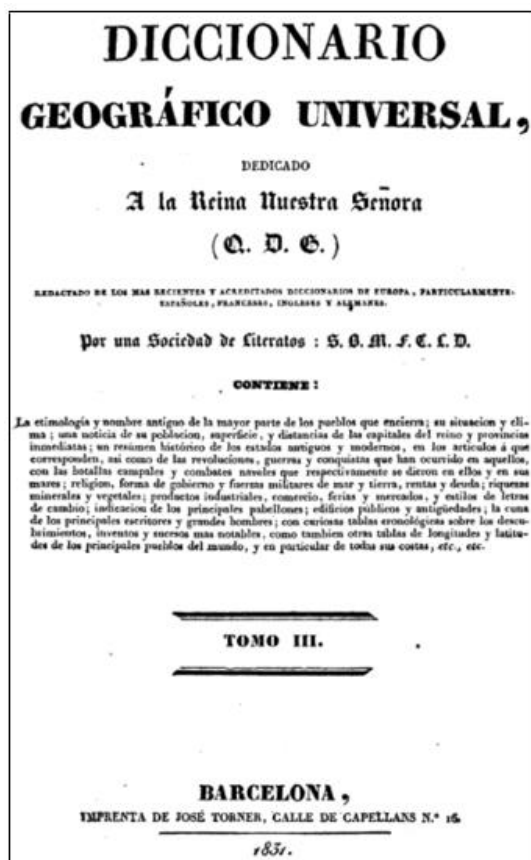 DICCIONARIO
GEOGRÁFICO UNIVERSAL,
DEDICADO
A la Reina Nuestra Señora
(Q. D. G.)
REDACTADO DE LOS MAS RECIENTES Y ACREDITADOS DICCIONARIOS DE EUROPA, PARTICULARMENTE
ESPAÑOLES, FRANCESES, INGLESES Y ALEMANES.
Por una Sociedad de Literatos : S. B. M. F. C. L. D.
CONTIENE:
La etimología y nombre antiguo de la mayor parte de los pueblos que encierra; su situacion y cli-
ma; una noticia de su poblacion, superficie, y distancias de las capitales del reino y provincias
inmediatas; un resúmen histórico de los estados antiguos y modernos, en los artículos á que
corresponden, asi como de las revoluciones, guerras y conquistas que han ocurrido en aquellos,
con las batallas campales y combates navales que respectivamente se dieron en ellos y en sus
mares; religion, forma de gobierno y fuerzas militares de mar y tierra, rentas y deuda; riquezas
minerales y vegetales; productos industriales, comercio, ferias y mercados, y estilos de letras
de cambio; indicacion de los principales pabellones; edificios públicos y antigüedades; la cuna
de los principales escritores y grandes hombres; con curiosas tablas cronológicas sobre los descu-
brimientos, inventos y sucesos mas notables, como tambien otras tablas de longitudes y latitu-
des de los principales pueblos del mundo, y en particular de todas sus costas, etc., etc.
TOMO III.
BARCELONA,
IMPRENTA DE JOSÉ TORNER, CALLE DE CAPELLANS N.º 16.
1831.